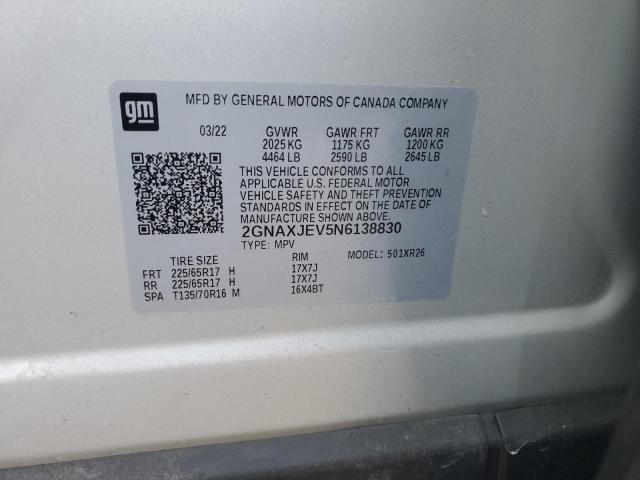 gm
MFD BY GENERAL MOTORS OF CANADA COMPANY
03/22 GVWR GAWR FRT GAWR RR
2025 KG 1175 KG 1200 KG
4464 LB 2590 LB 2645 LB
THIS VEHICLE CONFORMS TO ALL
APPLICABLE U.S. FEDERAL MOTOR
VEHICLE SAFETY AND THEFT PREVENTION
STANDARDS IN EFFECT ON THE DATE OF
MANUFACTURE SHOWN ABOVE.
2GNAXJEV5N6138830
TYPE: MPV MODEL: 501XR26
TIRE SIZE RIM
FRT 225/65R17 H 17X7J
RR 225/65R17 H 17X7J
SPA T135/70R16 M 16X4BT